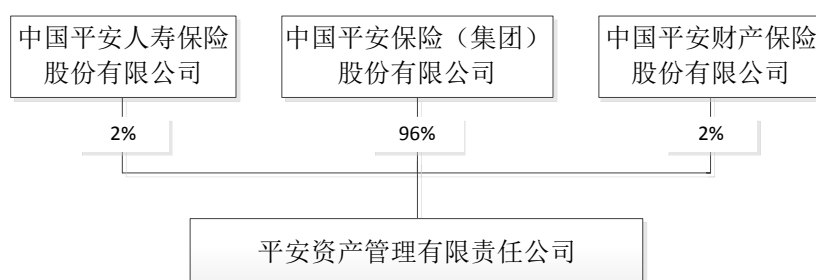 中国平安人寿保险
股份有限公司
中国平安保险（集团）
股份有限公司
中国平安财产保险
股份有限公司
2%
96%
2%
平安资产管理有限责任公司